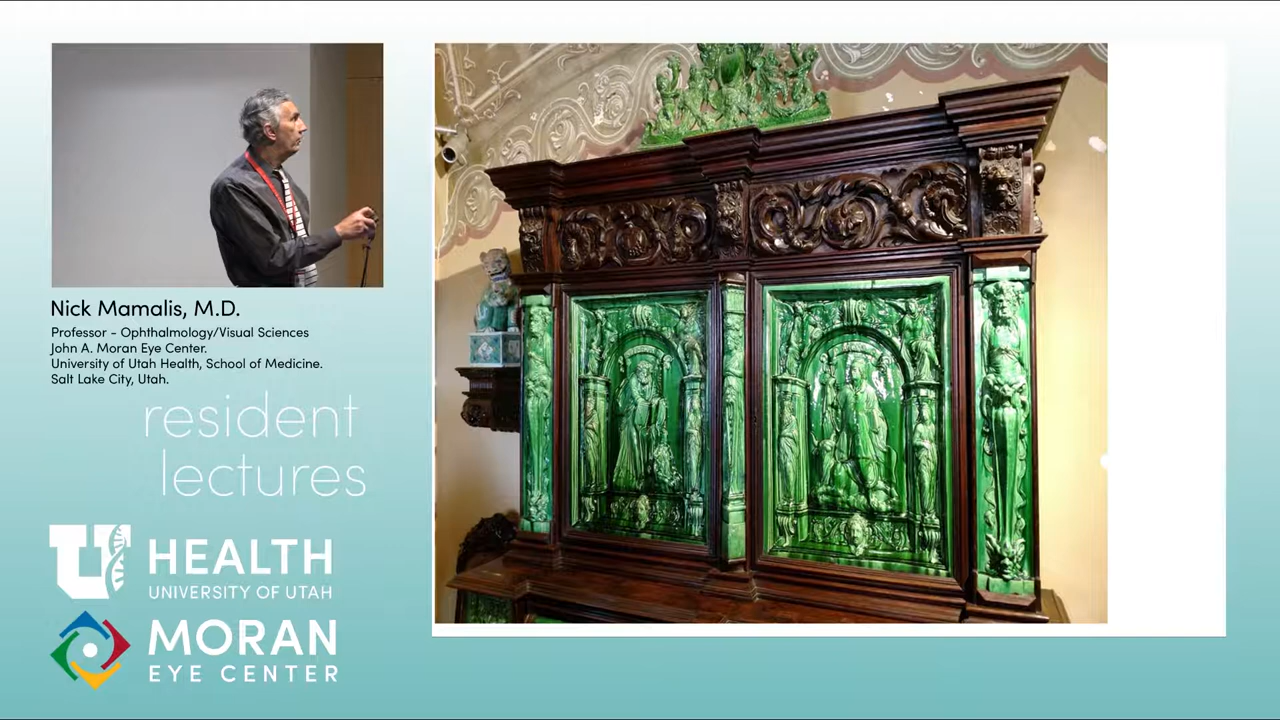 Nick Mamalis, M.D.
Professor - Ophthalmology/Visual Sciences
John A. Moran Eye Center.
University of Utah Health, School of Medicine.
Salt Lake City, Utah.
resident
lectures
U HEALTH
UNIVERSITY OF UTAH
MORAN
EYE CENTER